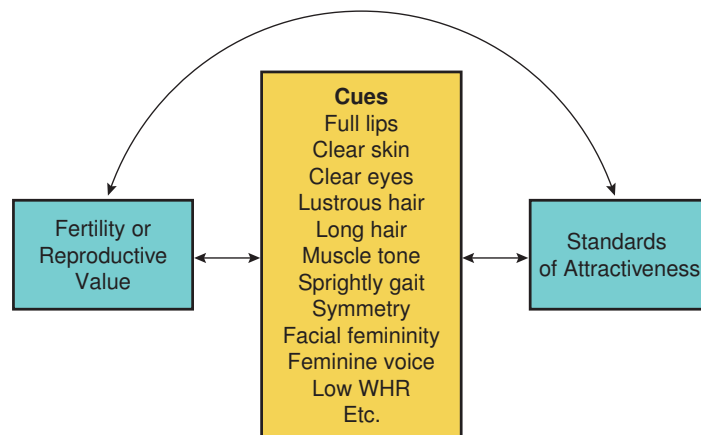 Cues
Full lips
Clear skin
Clear eyes
Lustrous hair
Long hair
Muscle tone
Sprightly gait
Symmetry
Facial femininity
Feminine voice
Low WHR
Etc.
Fertility or
Reproductive
Value
Standards
of Attractiveness